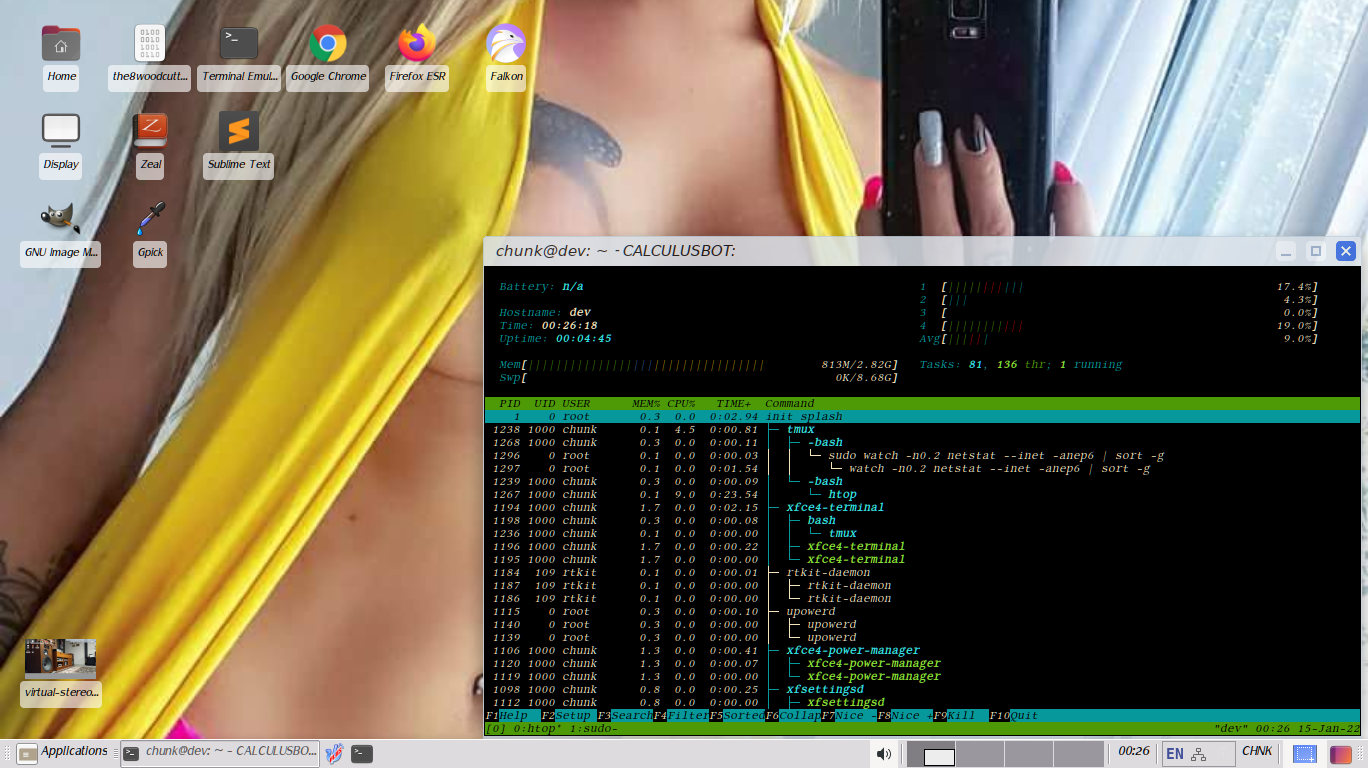 Home
the8woodcutt...
Terminal Emul...
Google Chrome
Firefox ESR
Falkon
Display
Zeal
Sublime Text
GNU Image M...
Gpick
virtual-stereo...
chunk@dev: ~ - CALCULUSBOT:
Battery: n/a
Hostname: dev
Time: 00:26:18
Uptime: 00:04:45
1 [||||||||||| 17.4%]
2 [||| 4.3%]
3 [ 0.0%]
4 [||||||||||| 19.0%]
Avg[|||||| 9.0%]
Mem[|||||||||||||||||||||||||||||||||| 813M/2.82G]
Swp[ 0K/8.68G]
Tasks: 81, 136 thr; 1 running
PID UID USER MEM% CPU% TIME+ Command
1 0 root 0.3 0.0 0:02.94 init splash
1238 1000 chunk 0.1 4.5 0:00.81 ├─ tmux
1268 1000 chunk 0.3 0.0 0:00.11 │ ├─ -bash
1296 0 root 0.1 0.0 0:00.03 │ │ └─ sudo watch -n0.2 netstat --inet -anep6 | sort -g
1297 0 root 0.1 0.0 0:01.54 │ │ └─ watch -n0.2 netstat --inet -anep6 | sort -g
1239 1000 chunk 0.3 0.0 0:00.09 │ └─ -bash
1267 1000 chunk 0.1 9.0 0:23.54 │ └─ htop
1194 1000 chunk 1.7 0.0 0:02.15 ├─ xfce4-terminal
1198 1000 chunk 0.3 0.0 0:00.08 │ ├─ bash
1236 1000 chunk 0.1 0.0 0:00.00 │ │ └─ tmux
1196 1000 chunk 1.7 0.0 0:00.22 │ ├─ xfce4-terminal
1195 1000 chunk 1.7 0.0 0:00.00 │ └─ xfce4-terminal
1184 109 rtkit 0.1 0.0 0:00.01 ├─ rtkit-daemon
1187 109 rtkit 0.1 0.0 0:00.00 │ ├─ rtkit-daemon
1186 109 rtkit 0.1 0.0 0:00.00 │ └─ rtkit-daemon
1115 0 root 0.3 0.0 0:00.10 ├─ upowerd
1140 0 root 0.3 0.0 0:00.00 │ ├─ upowerd
1139 0 root 0.3 0.0 0:00.00 │ └─ upowerd
1106 1000 chunk 1.3 0.0 0:00.41 ├─ xfce4-power-manager
1120 1000 chunk 1.3 0.0 0:00.07 │ ├─ xfce4-power-manager
1119 1000 chunk 1.3 0.0 0:00.00 │ └─ xfce4-power-manager
1098 1000 chunk 0.8 0.0 0:00.25 ├─ xfsettingsd
1112 1000 chunk 0.8 0.0 0:00.00 │ ├─ xfsettingsd
F1Help F2Setup F3SearchF4FilterF5SortedF6CollapF7Nice -F8Nice +F9Kill F10Quit
[0] 0:htop* 1:sudo- "dev" 00:26 15-Jan-22
Applications
chunk@dev: ~ - CALCULUSBO...
00:26
EN
CHNK